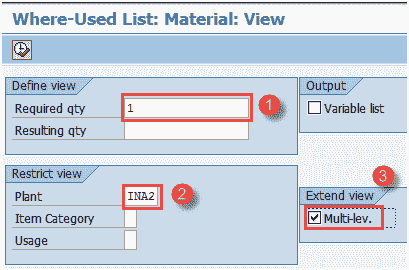 Where-Used List: Material: View
Define view
Required qty 1
1
Resulting qty
Output
Variable list
Restrict view
Plant INA2
2
Item Category
Usage
3
Extend view
Multi-lev.